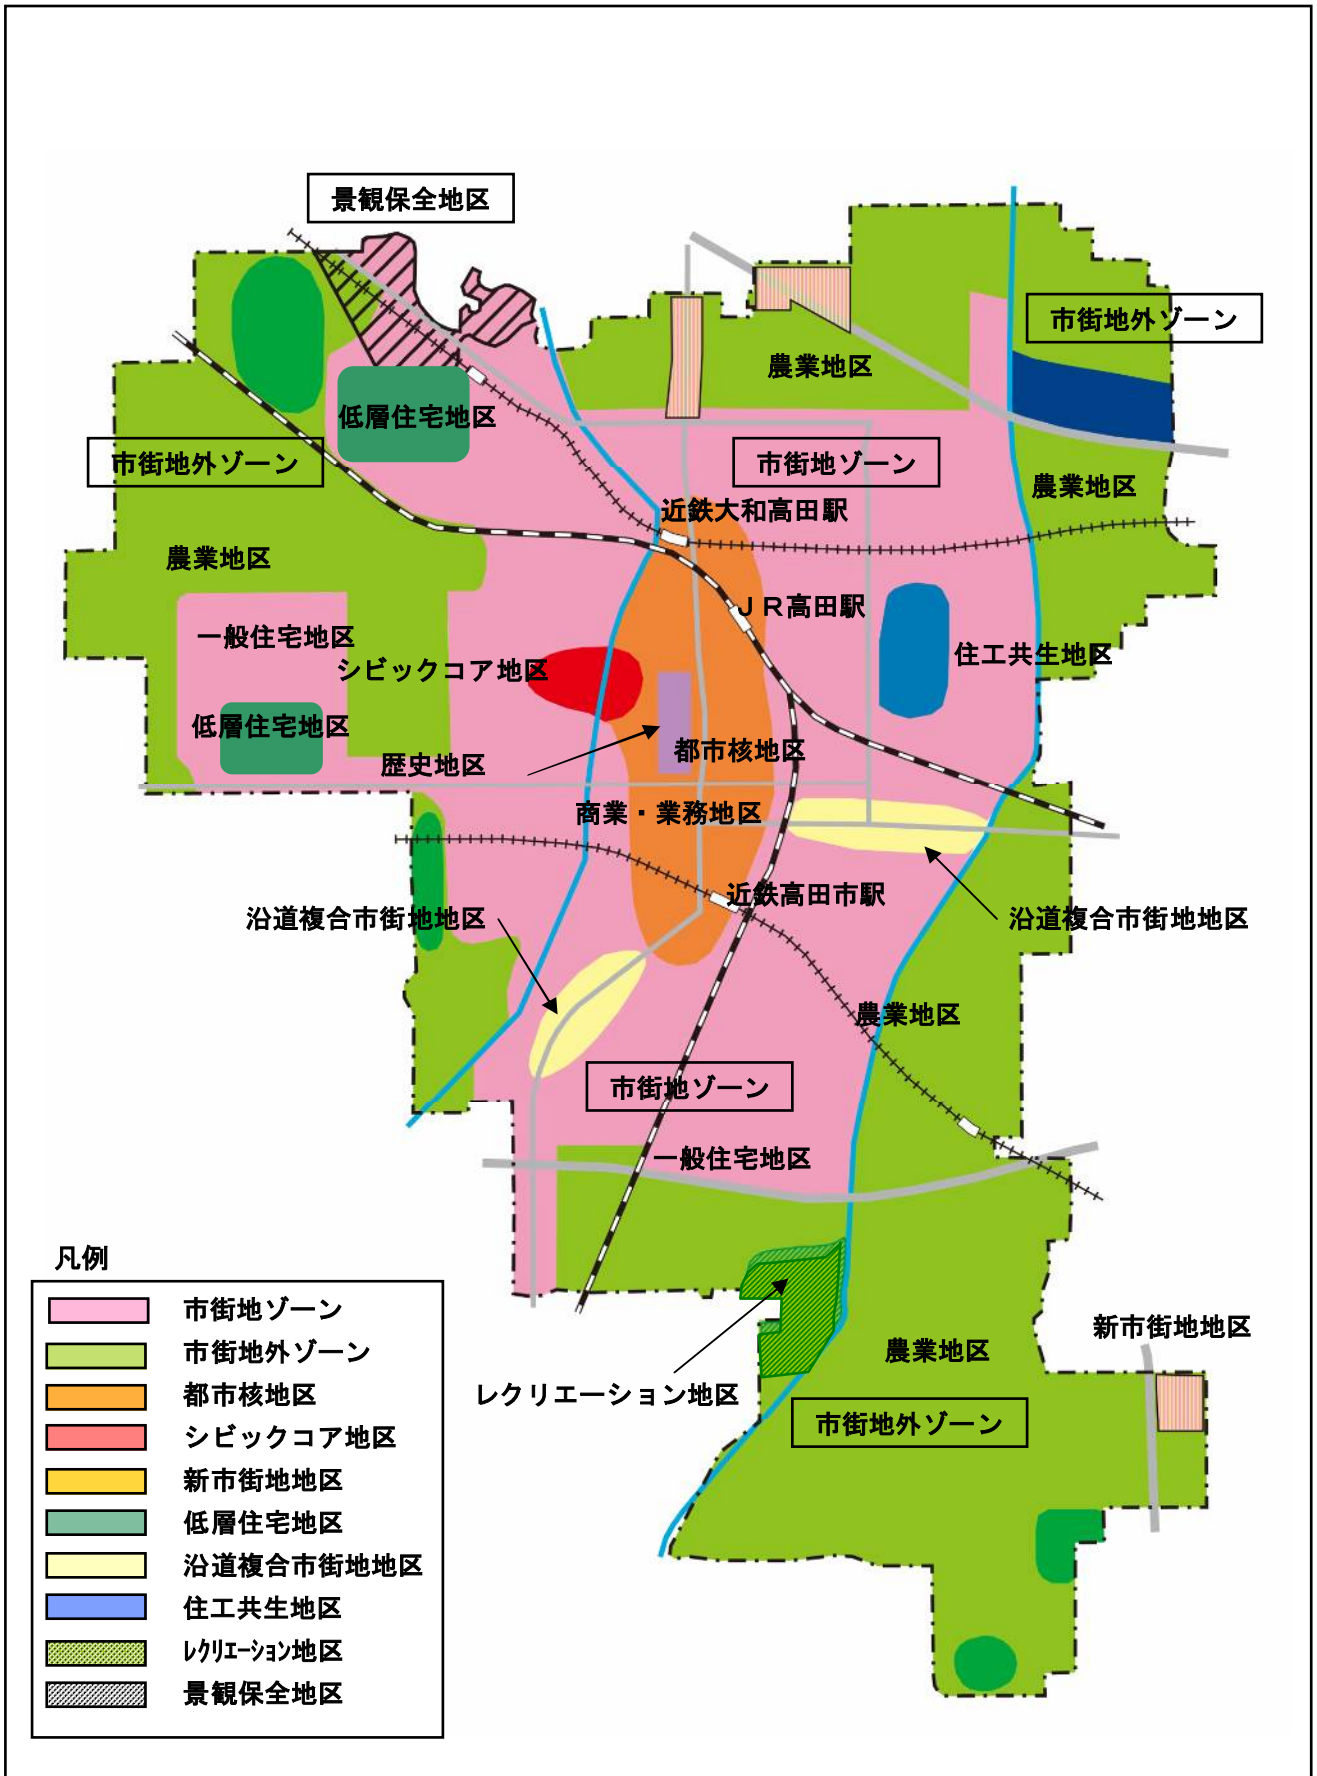 景観保全地区
市街地外ゾーン
農業地区
低層住宅地区
市街地外ゾーン
市街地ゾーン
農業地区
近鉄大和高田駅
農業地区
ＪＲ高田駅
一般住宅地区
住工共生地区
シビックコア地区
低層住宅地区
都市核地区
歴史地区
商業・業務地区
近鉄高田市駅
沿道複合市街地地区
沿道複合市街地地区
農業地区
市街地ゾーン
一般住宅地区
新市街地地区
農業地区
レクリエーション地区
市街地外ゾーン
凡例
市街地ゾーン
市街地外ゾーン
都市核地区
シビックコア地区
新市街地地区
低層住宅地区
沿道複合市街地地区
住工共生地区
ﾚｸﾘｴｰｼｮﾝ地区
景観保全地区